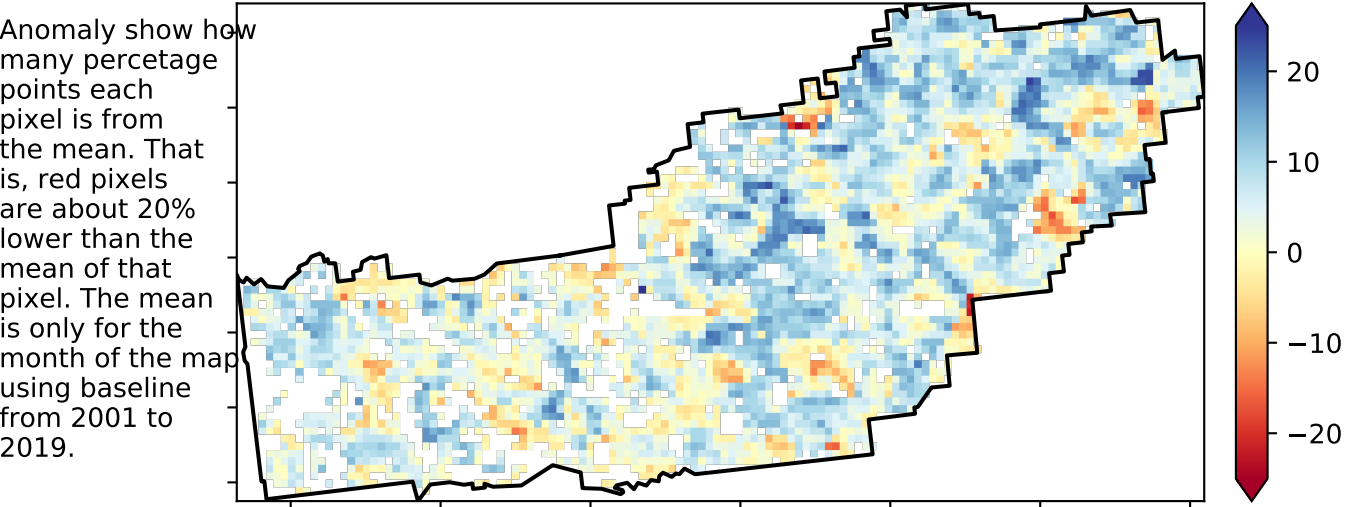 Anomaly show how
many percetage
points each
pixel is from
the mean. That
is, red pixels
are about 20%
lower than the
mean of that
pixel. The mean
is only for the
month of the map
using baseline
from 2001 to
2019.
20
10
0
−10
−20